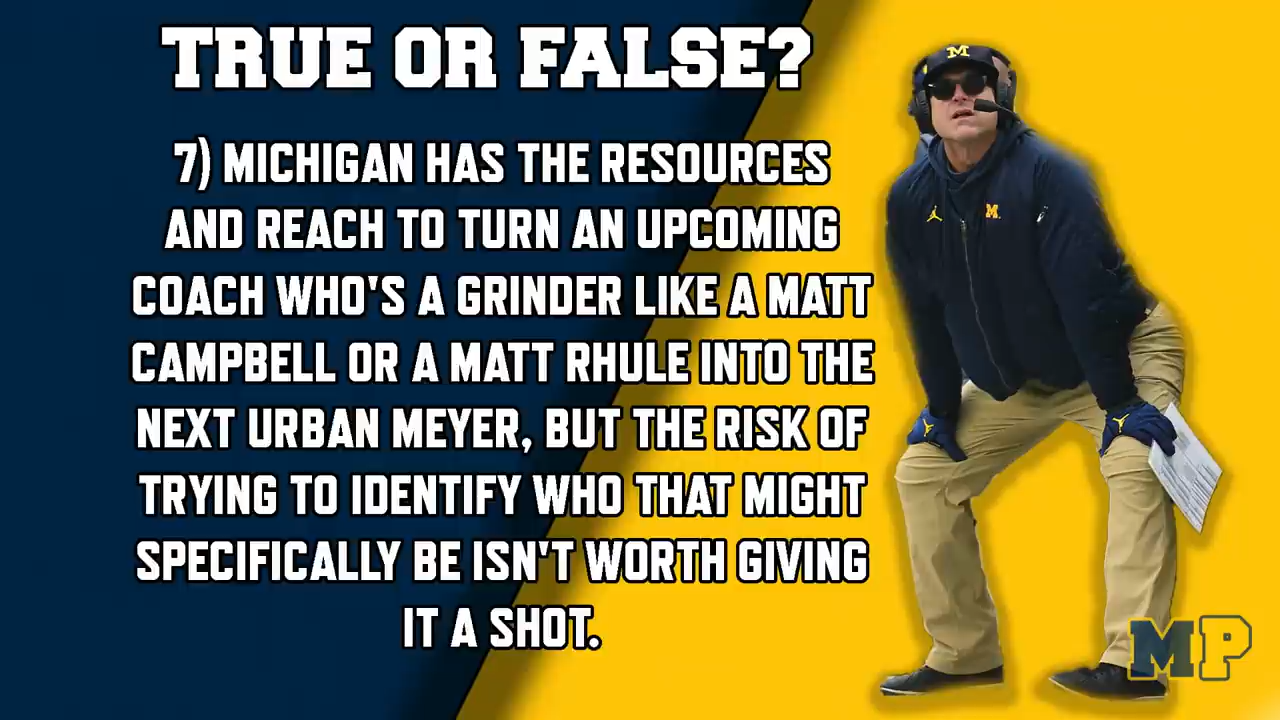 TRUE OR FALSE?
7) MICHIGAN HAS THE RESOURCES
AND REACH TO TURN AN UPCOMING
COACH WHO'S A GRINDER LIKE A MATT
CAMPBELL OR A MATT RHULE INTO THE
NEXT URBAN MEYER, BUT THE RISK OF
TRYING TO IDENTIFY WHO THAT MIGHT
SPECIFICALLY BE ISN'T WORTH GIVING
IT A SHOT.
M
M
MP